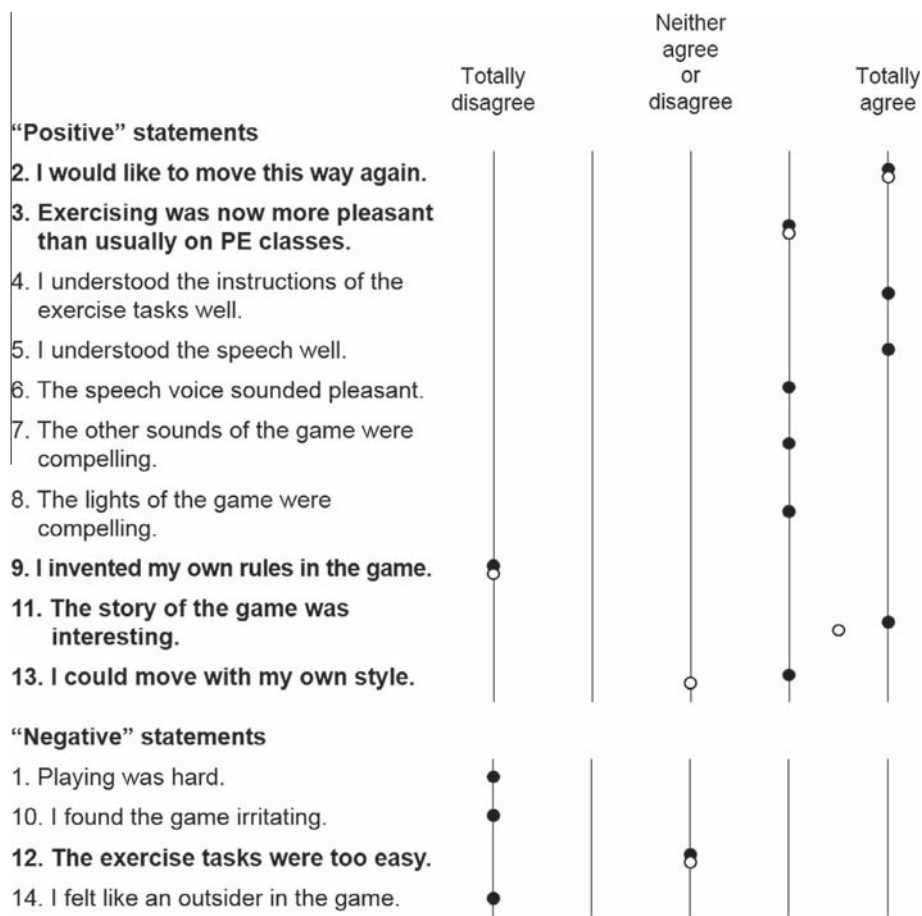 Neither
agree
or
disagree
Totally
disagree
Totally
agree
“Positive” statements
2. I would like to move this way again.
3. Exercising was now more pleasant
than usually on PE classes.
4. I understood the instructions of the
exercise tasks well.
5. I understood the speech well.
6. The speech voice sounded pleasant.
7. The other sounds of the game were
compelling.
8. The lights of the game were
compelling.
9. I invented my own rules in the game.
11. The story of the game was
interesting.
13. I could move with my own style.
“Negative” statements
1. Playing was hard.
10. I found the game irritating.
12. The exercise tasks were too easy.
14. I felt like an outsider in the game.